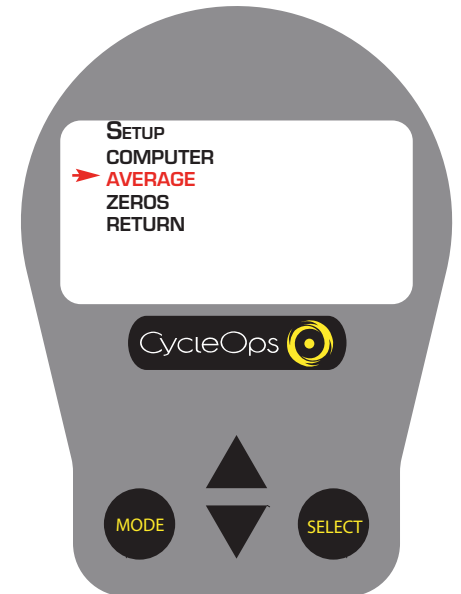 SETUP
COMPUTER
AVERAGE
ZEROS
RETURN
CycleOps
MODE
SELECT